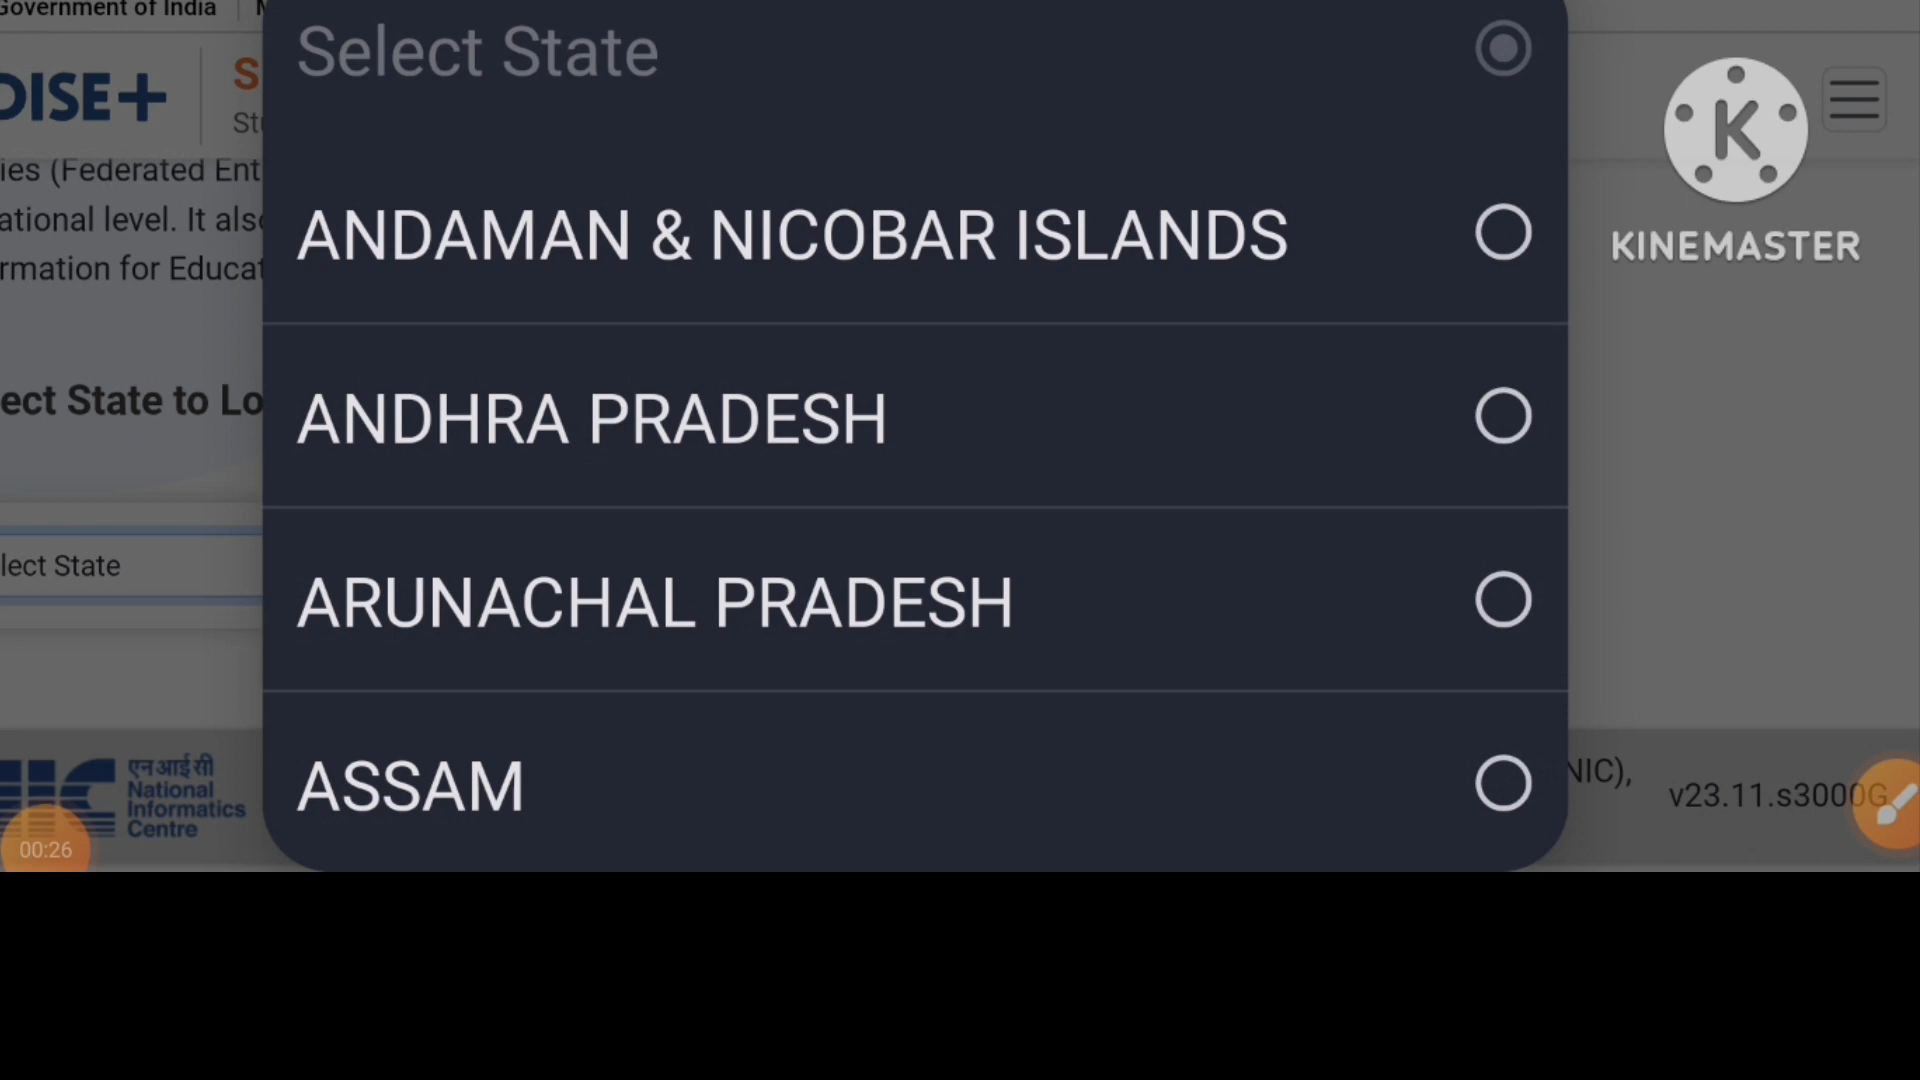 Government of India
Select State
DISE+
S
ies (Federated Ent
KINEMASTER
ational level. It also
rmation for Educat
ANDAMAN & NICOBAR ISLANDS
ect State to Lo
ANDHRA PRADESH
lect State
ARUNACHAL PRADESH
ASSAM
एनआईसी
National
Informatics
Centre
NIC),
v23.11.s3000G
00:26